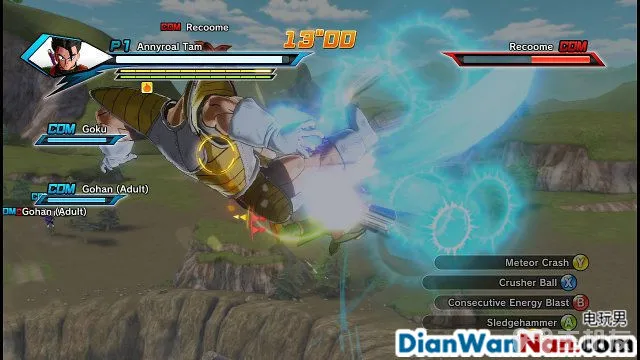 COM Recoome
P1 Annyroal Tam
13"00
Recoome COM
COM Goku
COM Gohan (Adult)
COM Gohan (Adult)
Meteor Crash Y
Crusher Ball X
Consecutive Energy Blast B
Sledgehammer A
电玩男
DianWanNan.com